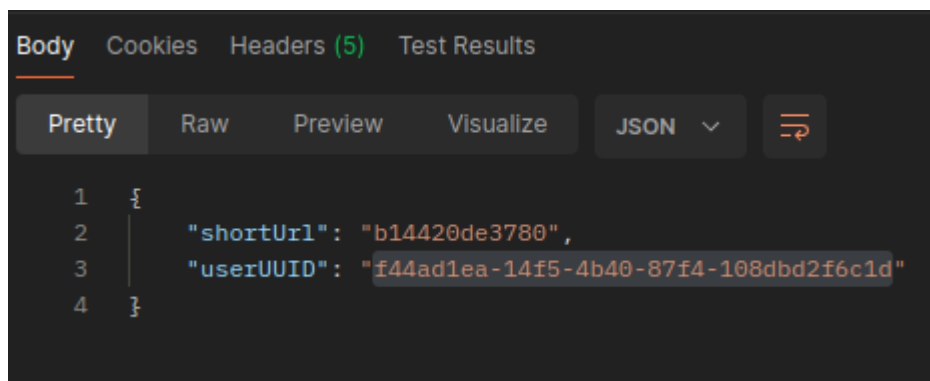 Body Cookies Headers (5) Test Results
Pretty Raw Preview Visualize JSON
1 {
2 "shortUrl": "b14420de3780",
3 "userUUID": "f44ad1ea-14f5-4b40-87f4-108dbd2f6c1d"
4 }